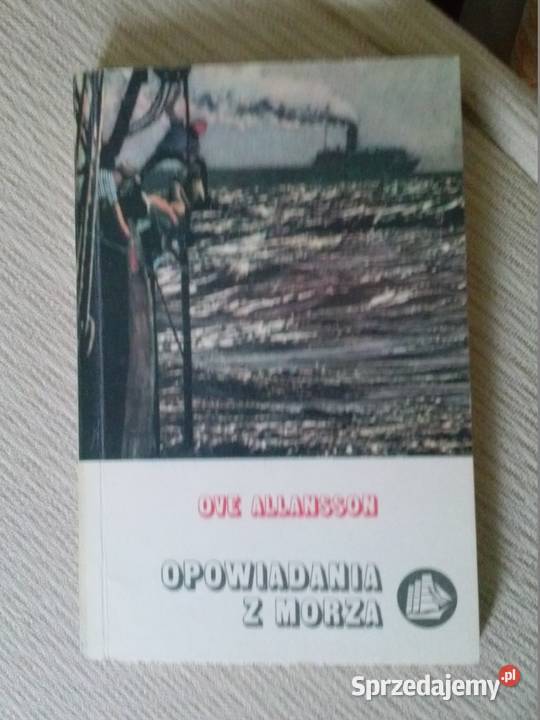 OVE ALLANSSON
OPOWIADANIA
Z MORZA
Sprzedajemy.pl